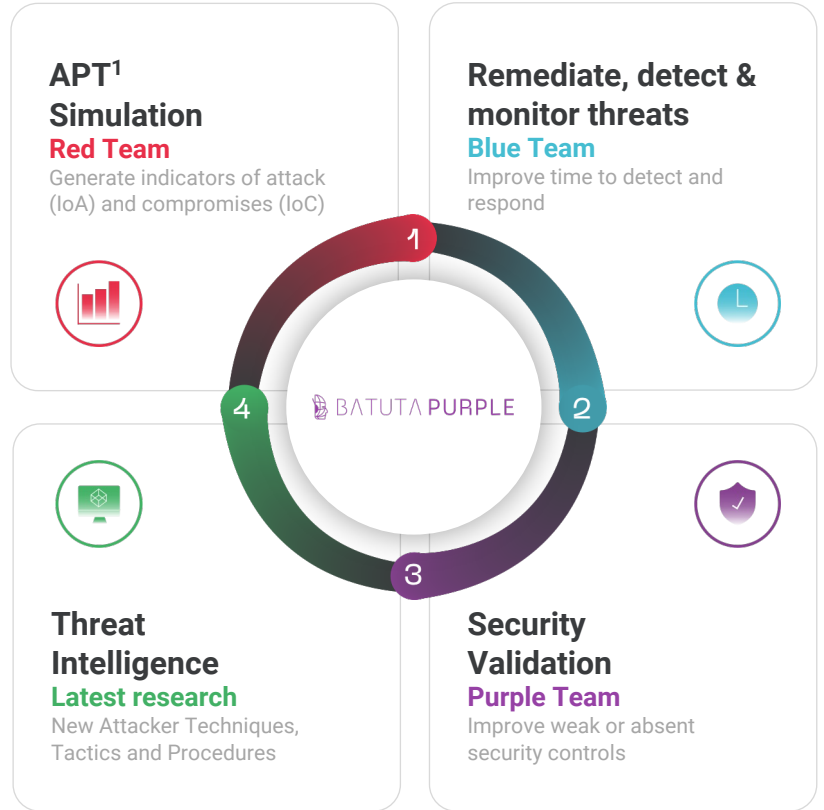 APT¹
Simulation
Red Team
Generate indicators of attack
(IoA) and compromises (IoC)
Remediate, detect &
monitor threats
Blue Team
Improve time to detect and
respond
1
2
3
4
BATUTA PURPLE
Threat
Intelligence
Latest research
New Attacker Techniques,
Tactics and Procedures
Security
Validation
Purple Team
Improve weak or absent
security controls